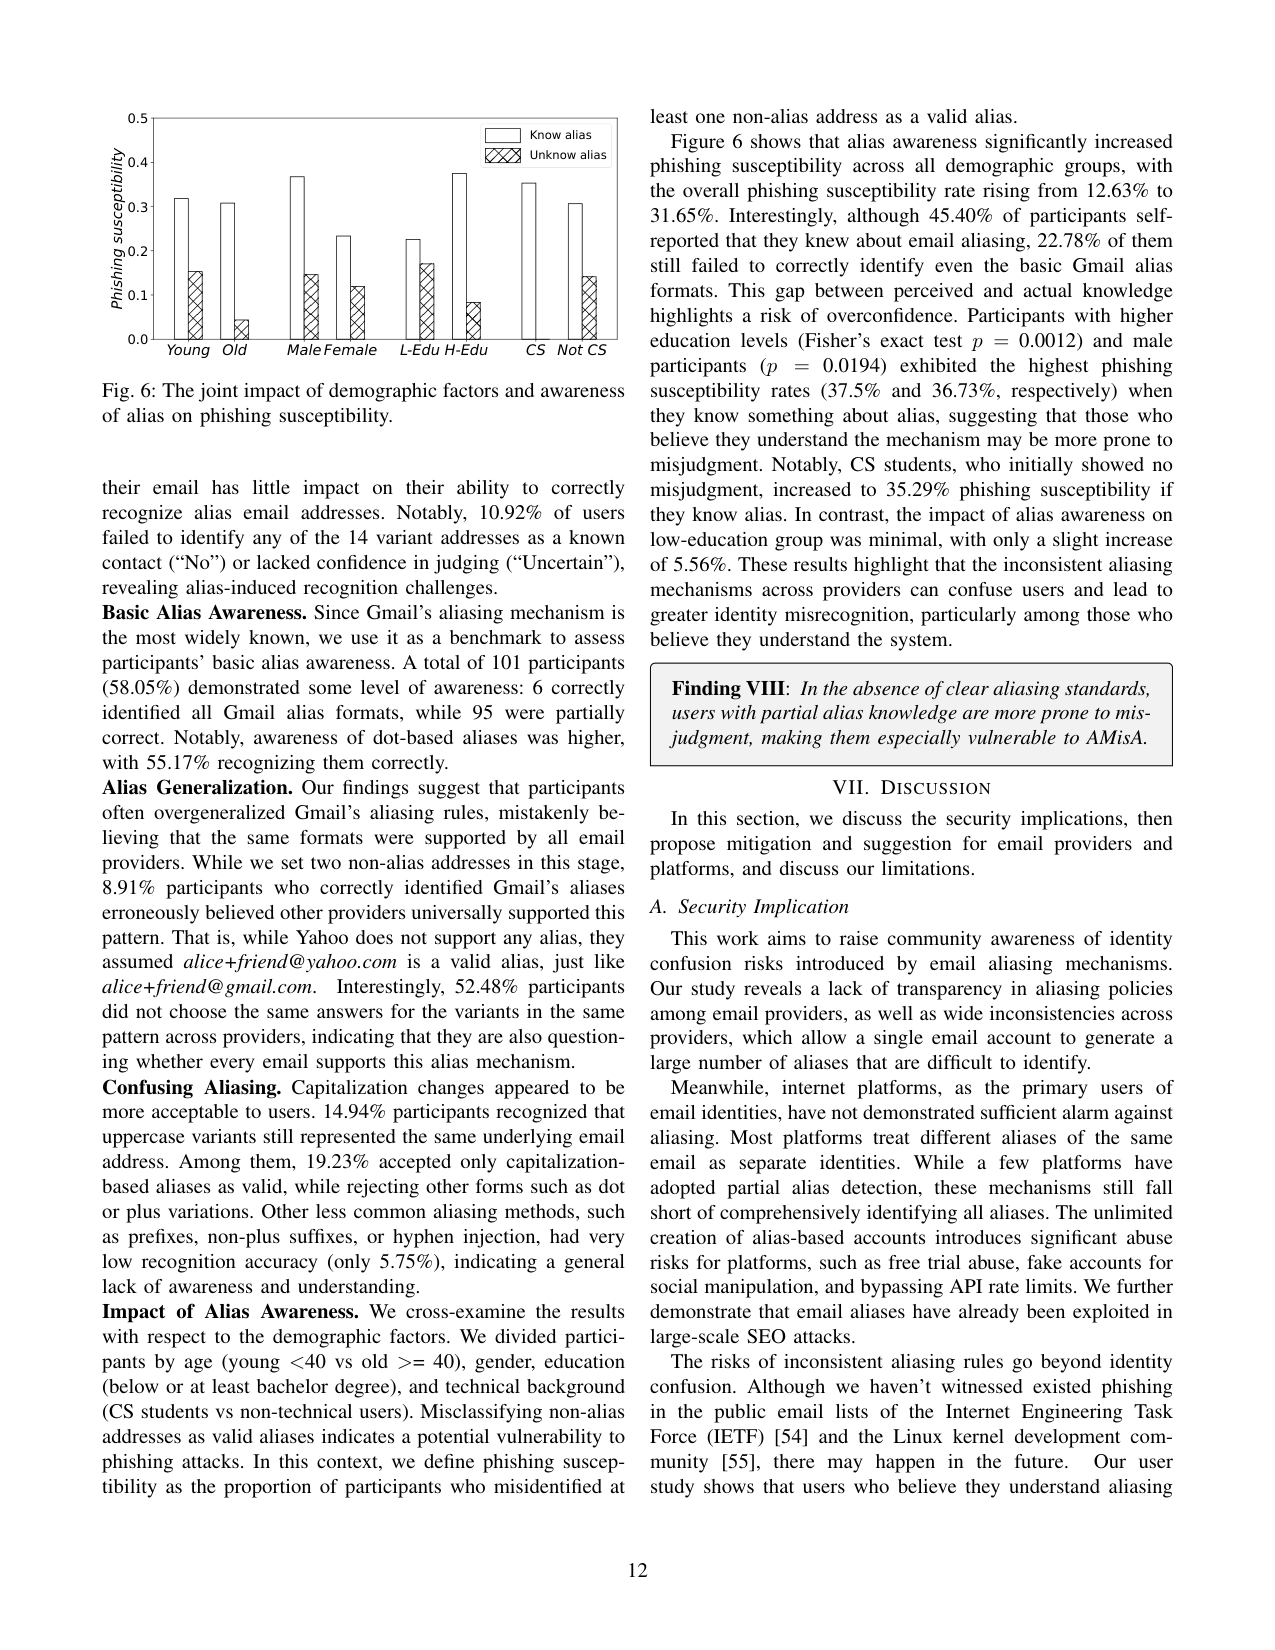 0.5
0.4
0.3
0.2
0.1
0.0
Phishing susceptibility
Know alias
Unknow alias
Young Old Male Female L-Edu H-Edu CS Not CS
Fig. 6: The joint impact of demographic factors and awareness
of alias on phishing susceptibility.
their email has little impact on their ability to correctly
recognize alias email addresses. Notably, 10.92% of users
failed to identify any of the 14 variant addresses as a known
contact (“No”) or lacked confidence in judging (“Uncertain”),
revealing alias-induced recognition challenges.
Basic Alias Awareness. Since Gmail’s aliasing mechanism is
the most widely known, we use it as a benchmark to assess
participants’ basic alias awareness. A total of 101 participants
(58.05%) demonstrated some level of awareness: 6 correctly
identified all Gmail alias formats, while 95 were partially
correct. Notably, awareness of dot-based aliases was higher,
with 55.17% recognizing them correctly.
Alias Generalization. Our findings suggest that participants
often overgeneralized Gmail’s aliasing rules, mistakenly be-
lieving that the same formats were supported by all email
providers. While we set two non-alias addresses in this stage,
8.91% participants who correctly identified Gmail’s aliases
erroneously believed other providers universally supported this
pattern. That is, while Yahoo does not support any alias, they
assumed alice+friend@yahoo.com is a valid alias, just like
alice+friend@gmail.com. Interestingly, 52.48% participants
did not choose the same answers for the variants in the same
pattern across providers, indicating that they are also question-
ing whether every email supports this alias mechanism.
Confusing Aliasing. Capitalization changes appeared to be
more acceptable to users. 14.94% participants recognized that
uppercase variants still represented the same underlying email
address. Among them, 19.23% accepted only capitalization-
based aliases as valid, while rejecting other forms such as dot
or plus variations. Other less common aliasing methods, such
as prefixes, non-plus suffixes, or hyphen injection, had very
low recognition accuracy (only 5.75%), indicating a general
lack of awareness and understanding.
Impact of Alias Awareness. We cross-examine the results
with respect to the demographic factors. We divided partici-
pants by age (young <40 vs old >= 40), gender, education
(below or at least bachelor degree), and technical background
(CS students vs non-technical users). Misclassifying non-alias
addresses as valid aliases indicates a potential vulnerability to
phishing attacks. In this context, we define phishing suscep-
tibility as the proportion of participants who misidentified at
least one non-alias address as a valid alias.
Figure 6 shows that alias awareness significantly increased
phishing susceptibility across all demographic groups, with
the overall phishing susceptibility rate rising from 12.63% to
31.65%. Interestingly, although 45.40% of participants self-
reported that they knew about email aliasing, 22.78% of them
still failed to correctly identify even the basic Gmail alias
formats. This gap between perceived and actual knowledge
highlights a risk of overconfidence. Participants with higher
education levels (Fisher’s exact test p = 0.0012) and male
participants (p = 0.0194) exhibited the highest phishing
susceptibility rates (37.5% and 36.73%, respectively) when
they know something about alias, suggesting that those who
believe they understand the mechanism may be more prone to
misjudgment. Notably, CS students, who initially showed no
misjudgment, increased to 35.29% phishing susceptibility if
they know alias. In contrast, the impact of alias awareness on
low-education group was minimal, with only a slight increase
of 5.56%. These results highlight that the inconsistent aliasing
mechanisms across providers can confuse users and lead to
greater identity misrecognition, particularly among those who
believe they understand the system.
Finding VIII: In the absence of clear aliasing standards,
users with partial alias knowledge are more prone to mis-
judgment, making them especially vulnerable to AMisA.
VII. DISCUSSION
In this section, we discuss the security implications, then
propose mitigation and suggestion for email providers and
platforms, and discuss our limitations.
A. Security Implication
This work aims to raise community awareness of identity
confusion risks introduced by email aliasing mechanisms.
Our study reveals a lack of transparency in aliasing policies
among email providers, as well as wide inconsistencies across
providers, which allow a single email account to generate a
large number of aliases that are difficult to identify.
Meanwhile, internet platforms, as the primary users of
email identities, have not demonstrated sufficient alarm against
aliasing. Most platforms treat different aliases of the same
email as separate identities. While a few platforms have
adopted partial alias detection, these mechanisms still fall
short of comprehensively identifying all aliases. The unlimited
creation of alias-based accounts introduces significant abuse
risks for platforms, such as free trial abuse, fake accounts for
social manipulation, and bypassing API rate limits. We further
demonstrate that email aliases have already been exploited in
large-scale SEO attacks.
The risks of inconsistent aliasing rules go beyond identity
confusion. Although we haven’t witnessed existed phishing
in the public email lists of the Internet Engineering Task
Force (IETF) [54] and the Linux kernel development com-
munity [55], there may happen in the future. Our user
study shows that users who believe they understand aliasing
12